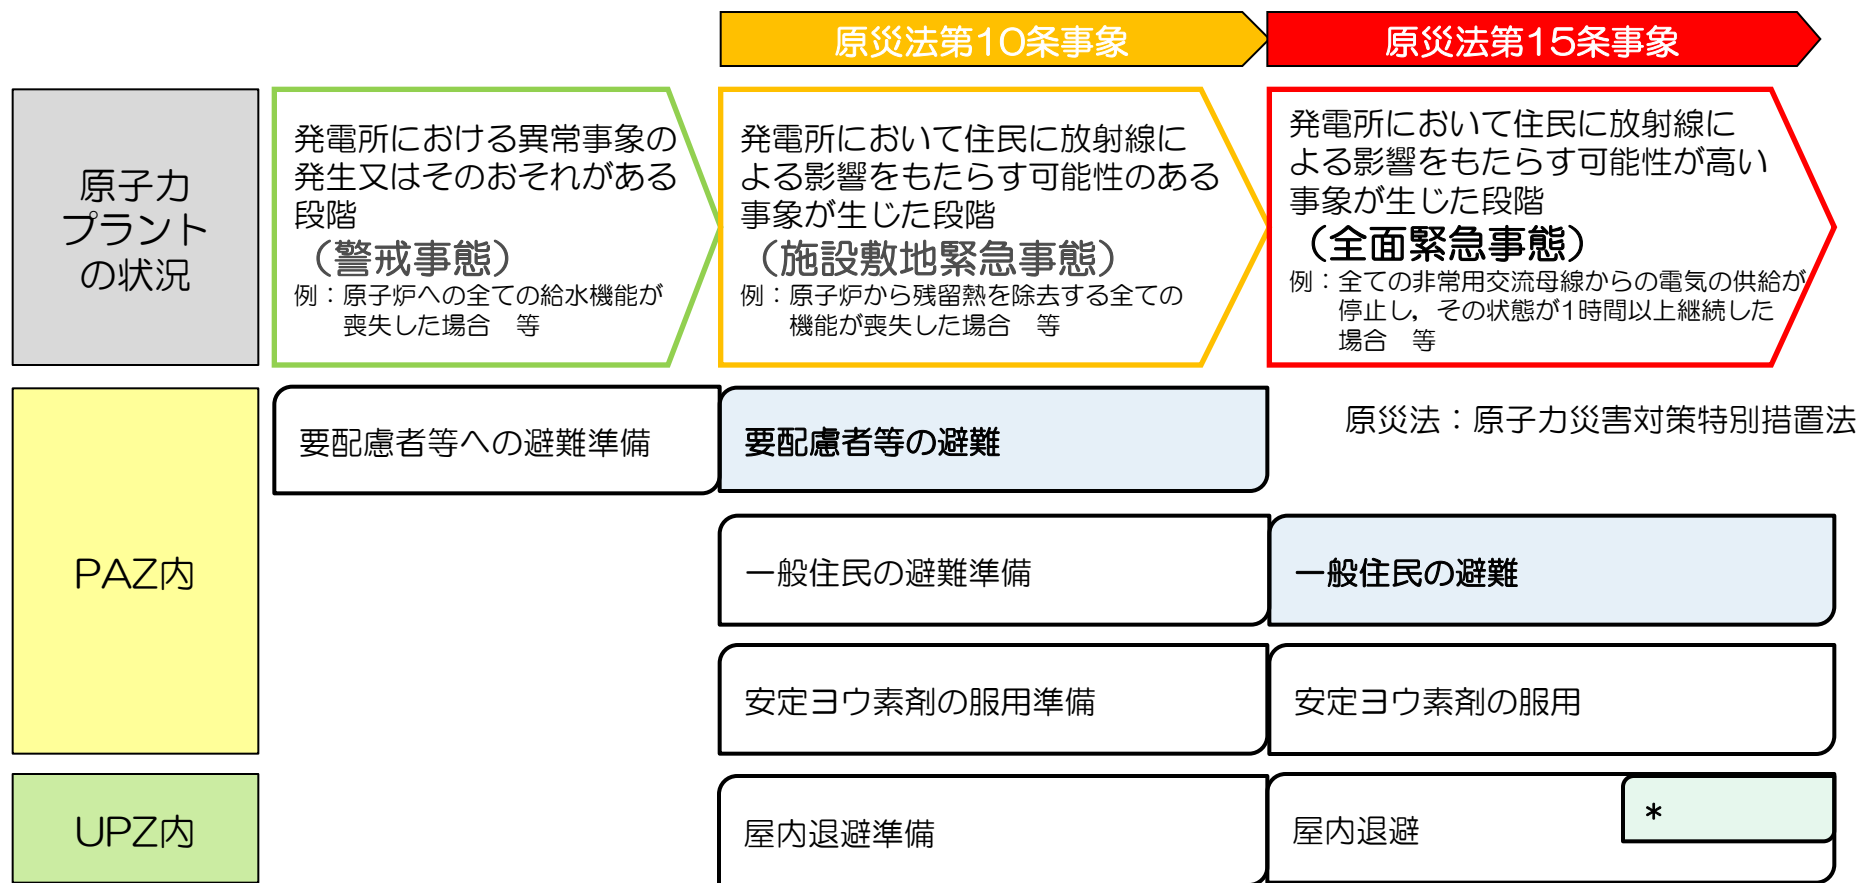 原災法第10条事象
原災法第15条事象
原子力
プラント
の状況
発電所における異常事象の
発生又はそのおそれがある
段階
（警戒事態）
例：原子炉への全ての給水機能が
喪失した場合　等
発電所において住民に放射線に
よる影響をもたらす可能性のある
事象が生じた段階
（施設敷地緊急事態）
例：原子炉から残留熱を除去する全ての
機能が喪失した場合　等
発電所において住民に放射線に
よる影響をもたらす可能性が高い
事象が生じた段階
（全面緊急事態）
例：全ての非常用交流母線からの電気の供給が
停止し，その状態が1時間以上継続した
場合　等
原災法：原子力災害対策特別措置法
PAZ内
要配慮者等への避難準備
要配慮者等の避難
一般住民の避難準備
一般住民の避難
安定ヨウ素剤の服用準備
安定ヨウ素剤の服用
UPZ内
屋内退避準備
屋内退避
*